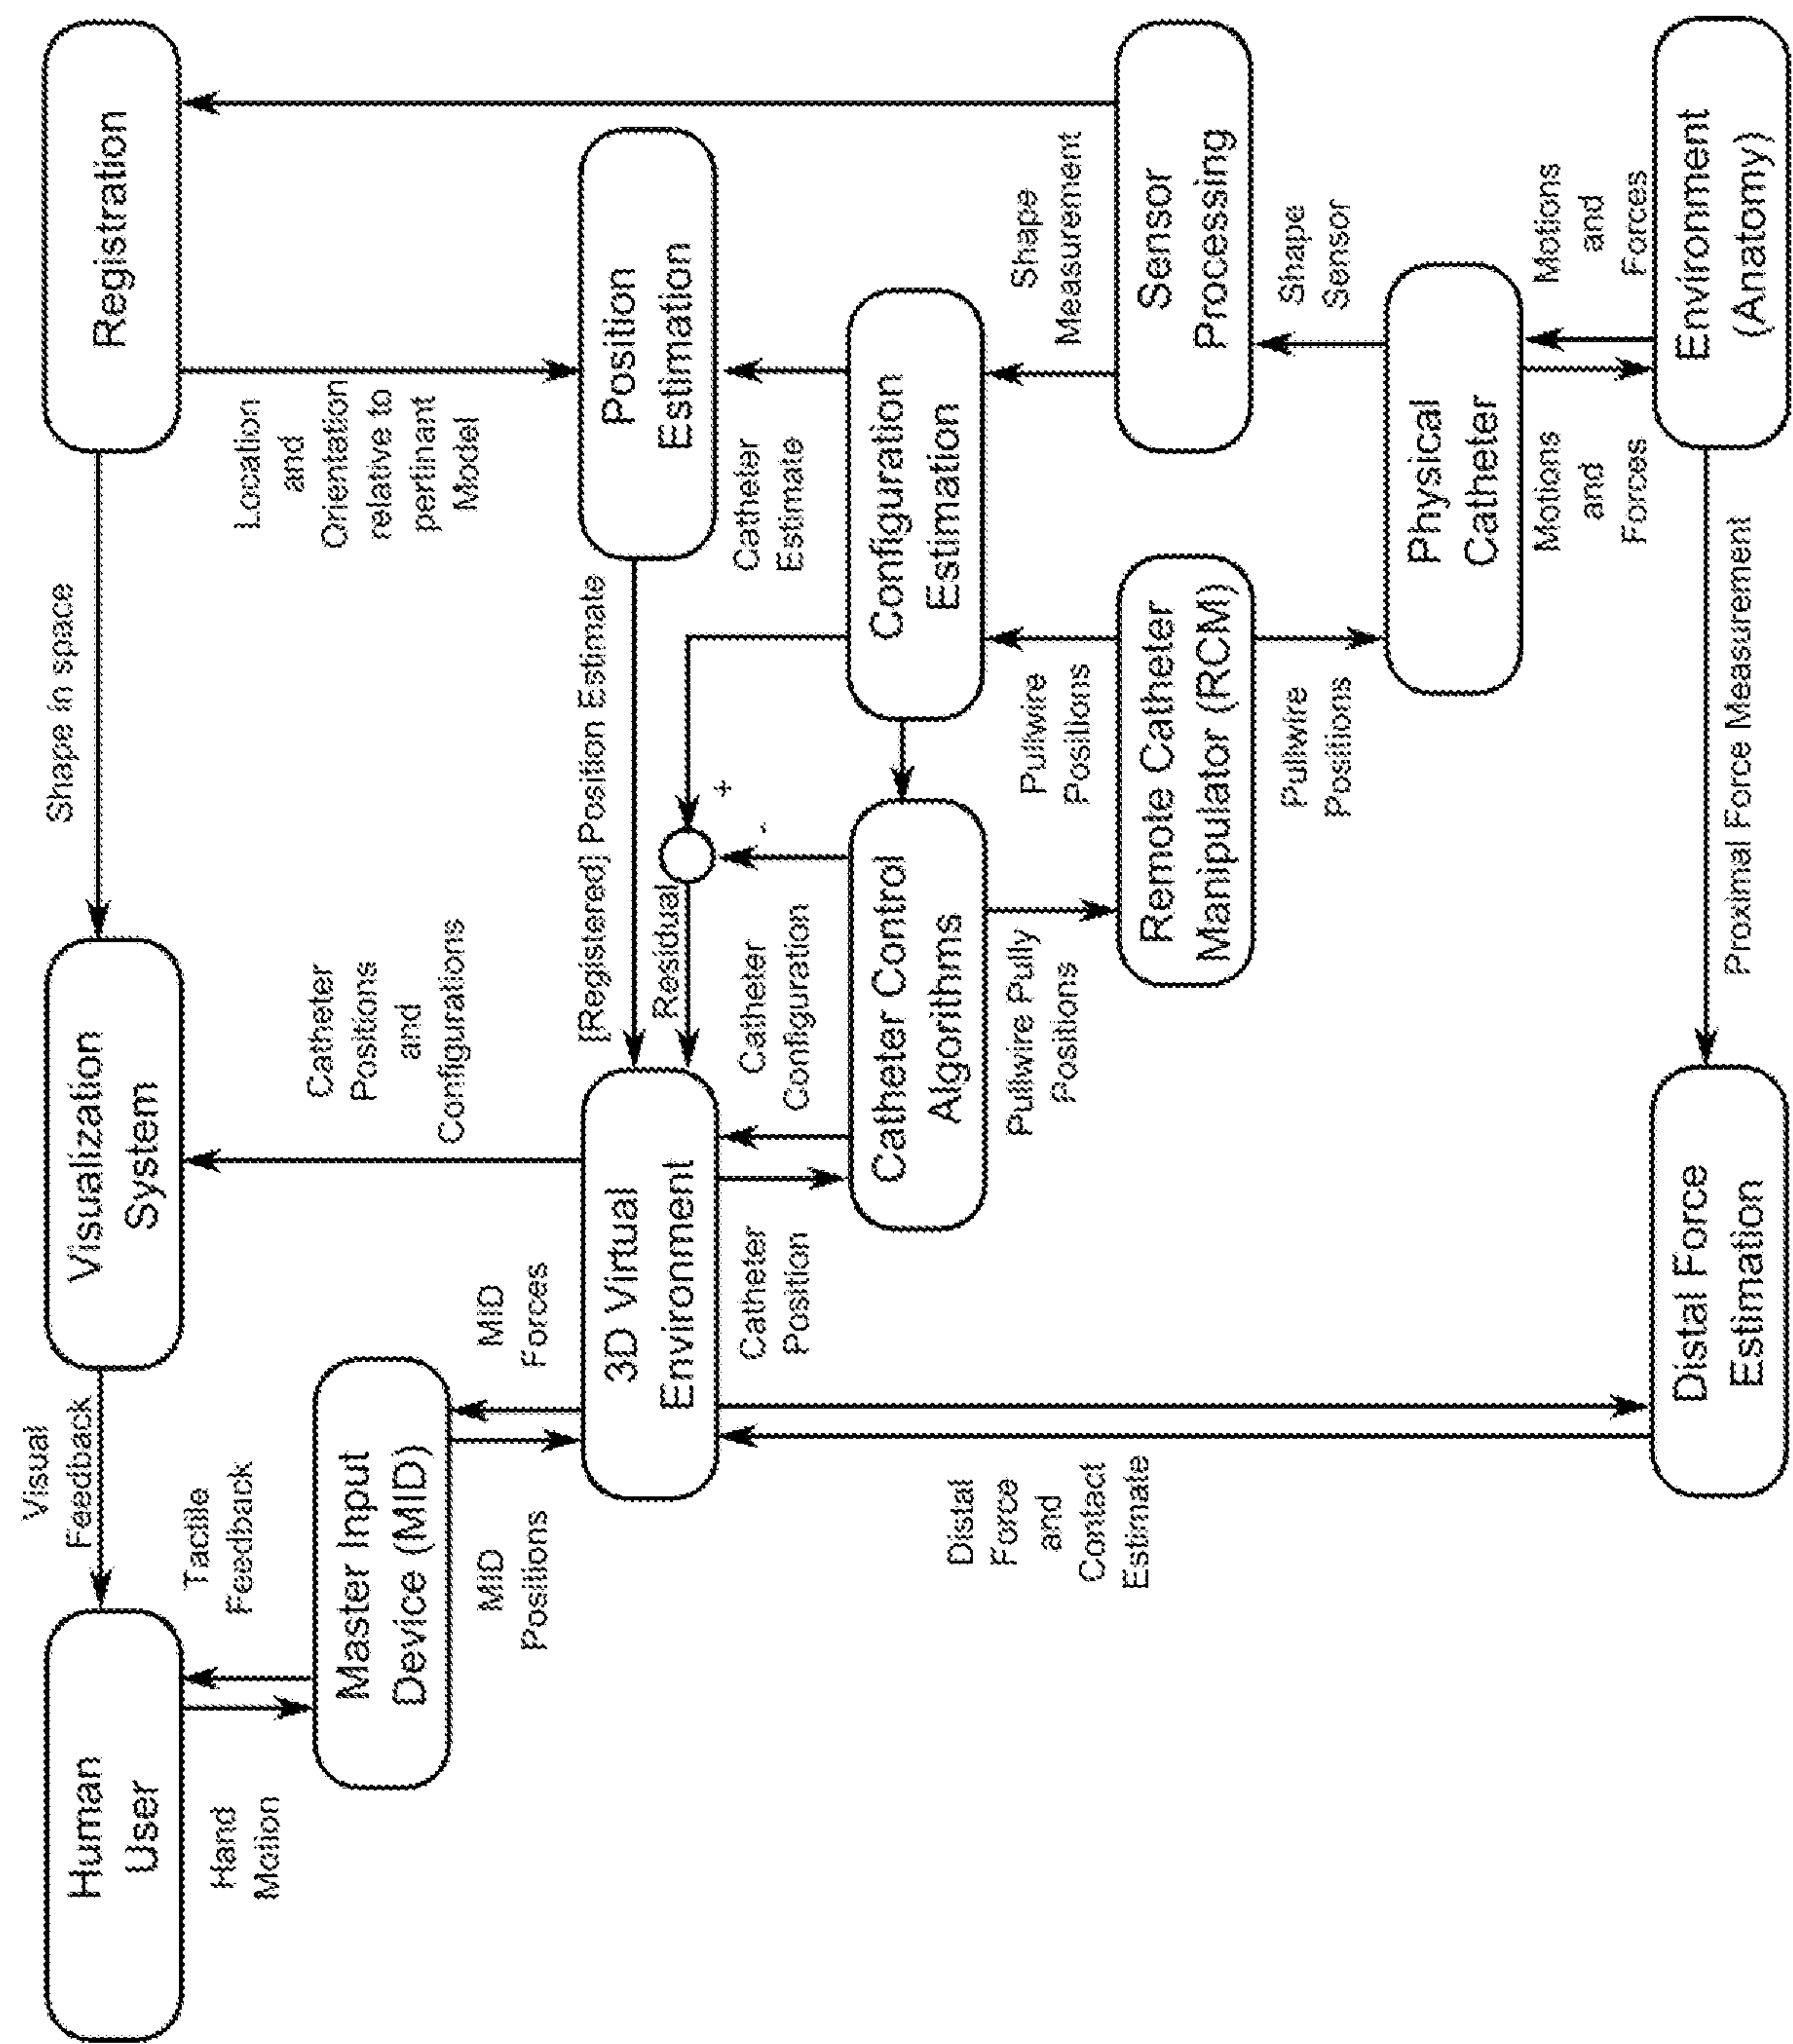 Human
User
Visual
Feedback
Visualization
System
Shape in space
Registration
Hand
Motion
Tactile
Feedback
Catheter
Positions
and
Configurations
Location
and
Orientation
relative to
pertinant
Model
Master Input
Device (MID)
MID
Positions
MID
Forces
3D Virtual
Environment
[Registered] Position Estimate
Residual
Position
Estimation
Catheter
Position
Catheter
Configuration
-
+
Catheter
Estimate
Catheter Control
Algorithms
Configuration
Estimation
Distal
Force
and
Contact
Estimate
Pullwire Pully
Positions
Pullwire
Positions
Shape
Measurement
Remote Catheter
Manipulator (RCM)
Sensor
Processing
Pullwire
Positions
Shape
Sensor
Physical
Catheter
Motions
and
Forces
Motions
and
Forces
Distal Force
Estimation
Proximal Force Measurement
Environment
(Anatomy)